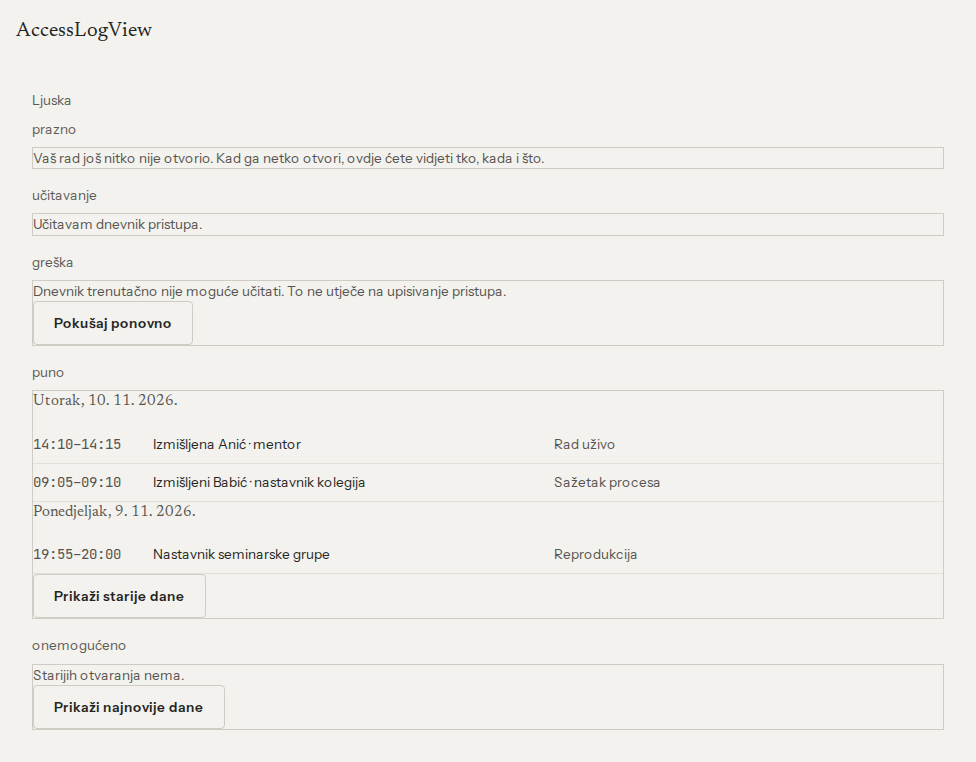 AccessLogView
Ljuska
prazno
Vaš rad još nitko nije otvorio. Kad ga netko otvori, ovdje ćete vidjeti tko, kada i što.
učitavanje
Učitavam dnevnik pristupa.
greška
Dnevnik trenutačno nije moguće učitati. To ne utječe na upisivanje pristupa.
Pokušaj ponovno
puno
Utorak, 10. 11. 2026.
14:10–14:15 Izmišljena Anić · mentor Rad uživo
09:05–09:10 Izmišljeni Babić · nastavnik kolegija Sažetak procesa
Ponedjeljak, 9. 11. 2026.
19:55–20:00 Nastavnik seminarske grupe Reprodukcija
Prikaži starije dane
onemogućeno
Starijih otvaranja nema.
Prikaži najnovije dane